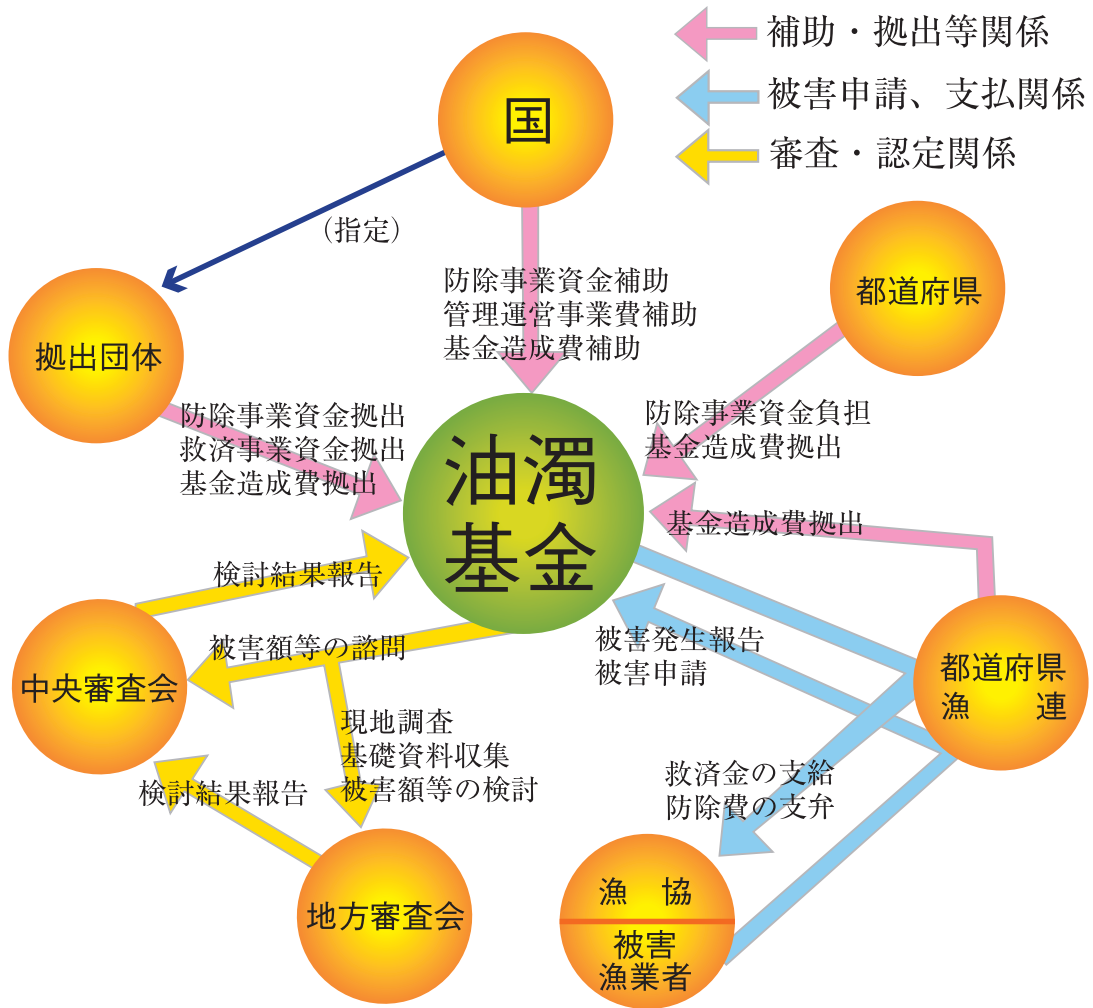 補助・拠出等関係
被害申請、支払関係
審査・認定関係
国
(指定)
防除事業資金補助
管理運営事業費補助
基金造成費補助
都道府県
拠出団体
防除事業資金拠出
救済事業資金拠出
基金造成費拠出
防除事業資金負担
基金造成費拠出
油濁
基金
基金造成費拠出
検討結果報告
被害額等の諮問
中央審査会
被害発生報告
被害申請
都道府県
漁 連
現地調査
基礎資料収集
被害額等の検討
検討結果報告
救済金の支給
防除費の支弁
地方審査会
漁 協
被害
漁業者